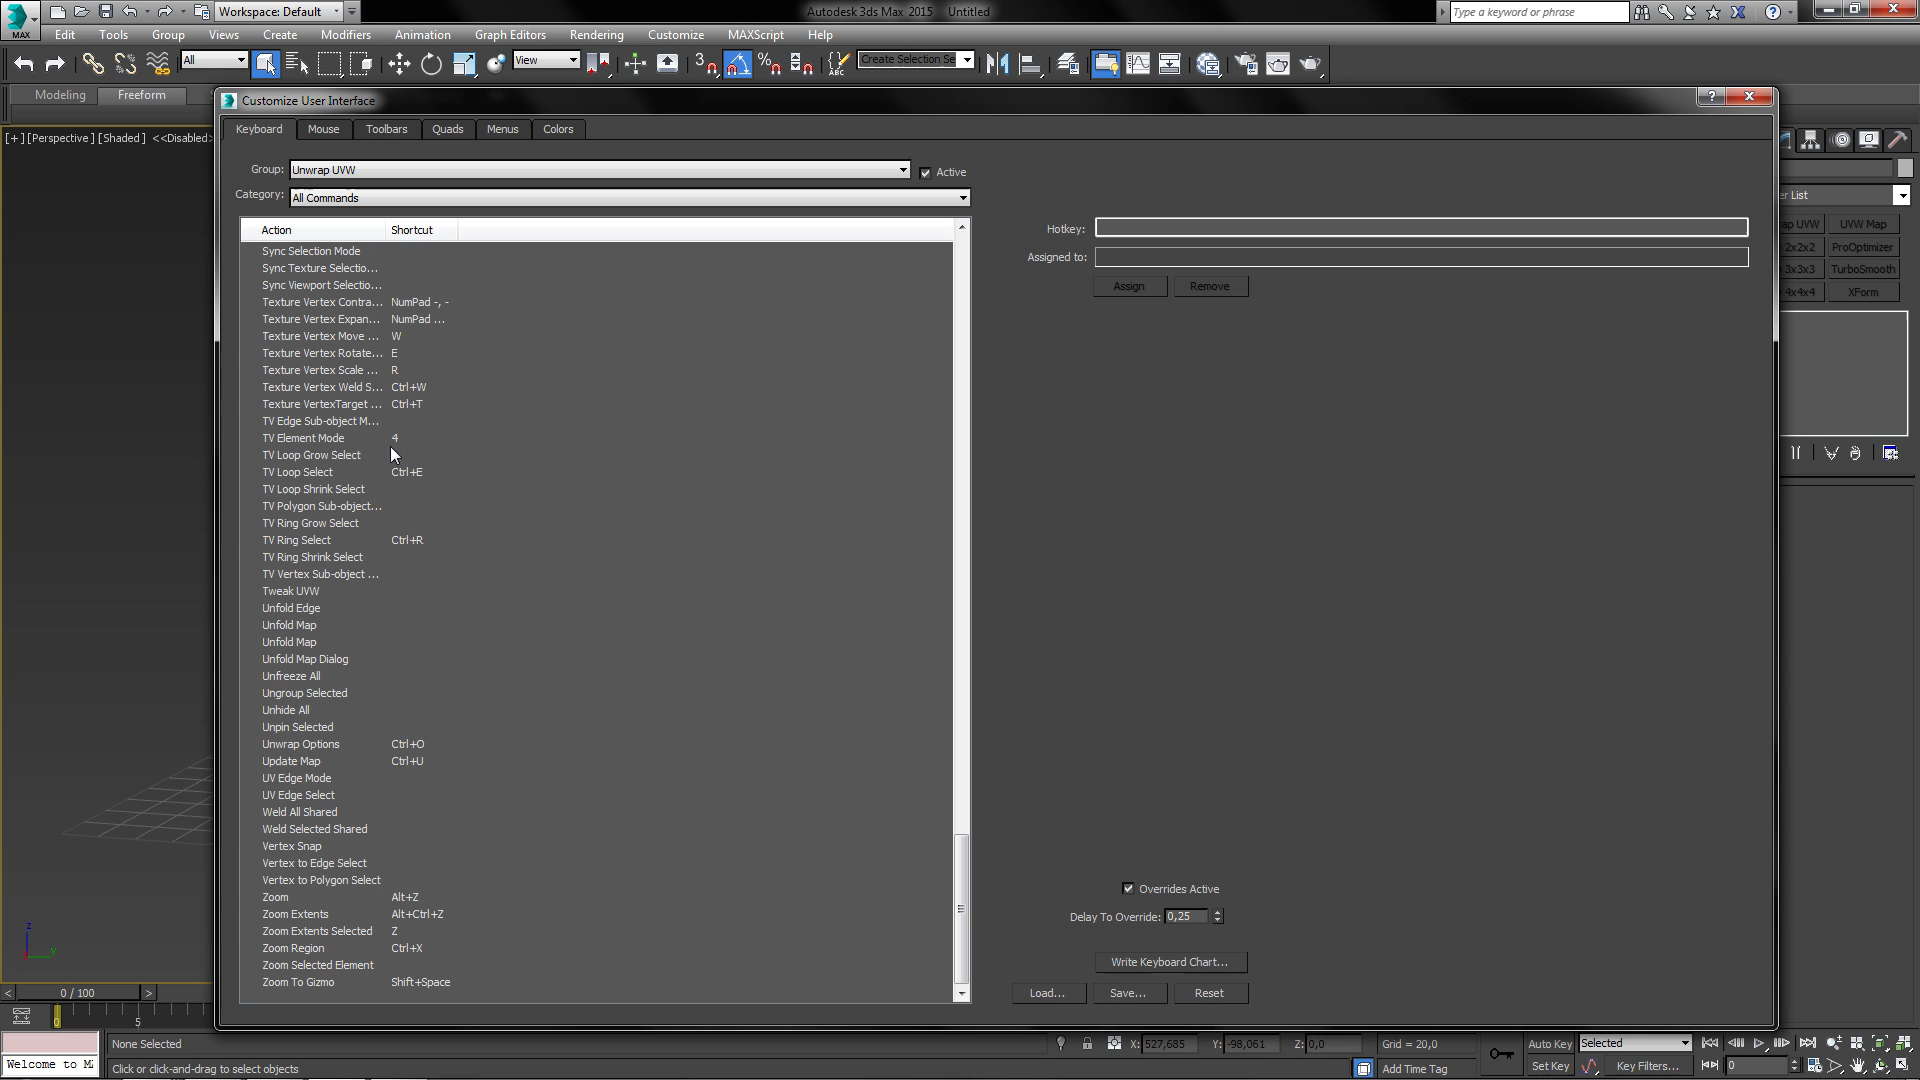 Workspace: Default
Autodesk 3ds Max 2015 Untitled
Type a keyword or phrase
MAX
Edit Tools Group Views Create Modifiers Animation Graph Editors Rendering Customize MAXScript Help
All
View
3
%
ABC
Create Selection Se
Modeling Freeform
Customize User Interface
[+][Perspective][Shaded] <<Disabled>
Keyboard Mouse Toolbars Quads Menus Colors
Group: Unwrap UVW Active
Category: All Commands
Action Shortcut
Sync Selection Mode
Sync Texture Selectio...
Sync Viewport Selectio...
Texture Vertex Contra... NumPad -, -
Texture Vertex Expan... NumPad ...
Texture Vertex Move ... W
Texture Vertex Rotate... E
Texture Vertex Scale ... R
Texture Vertex Weld S... Ctrl+W
Texture VertexTarget ... Ctrl+T
TV Edge Sub-object M...
TV Element Mode 4
TV Loop Grow Select
TV Loop Select Ctrl+E
TV Loop Shrink Select
TV Polygon Sub-object...
TV Ring Grow Select
TV Ring Select Ctrl+R
TV Ring Shrink Select
TV Vertex Sub-object ...
Tweak UVW
Unfold Edge
Unfold Map
Unfold Map
Unfold Map Dialog
Unfreeze All
Ungroup Selected
Unhide All
Unpin Selected
Unwrap Options Ctrl+O
Update Map Ctrl+U
UV Edge Mode
UV Edge Select
Weld All Shared
Weld Selected Shared
Vertex Snap
Vertex to Edge Select
Vertex to Polygon Select
Zoom Alt+Z
Zoom Extents Alt+Ctrl+Z
Zoom Extents Selected Z
Zoom Region Ctrl+X
Zoom Selected Element
Zoom To Gizmo Shift+Space
Hotkey:
Assigned to:
Assign Remove
Overrides Active
Delay To Override: 0,25
Write Keyboard Chart...
Load... Save... Reset
er List
ap UVW UVW Map
2x2x2 ProOptimizer
3x3x3 TurboSmooth
4x4x4 XForm
z
y
0 / 100
5
None Selected
X: 527,685 Y: -98,061 Z: 0,0 Grid = 20,0
Auto Key Selected
Welcome to M
Click or click-and-drag to select objects
Add Time Tag
Set Key Key Filters... 0